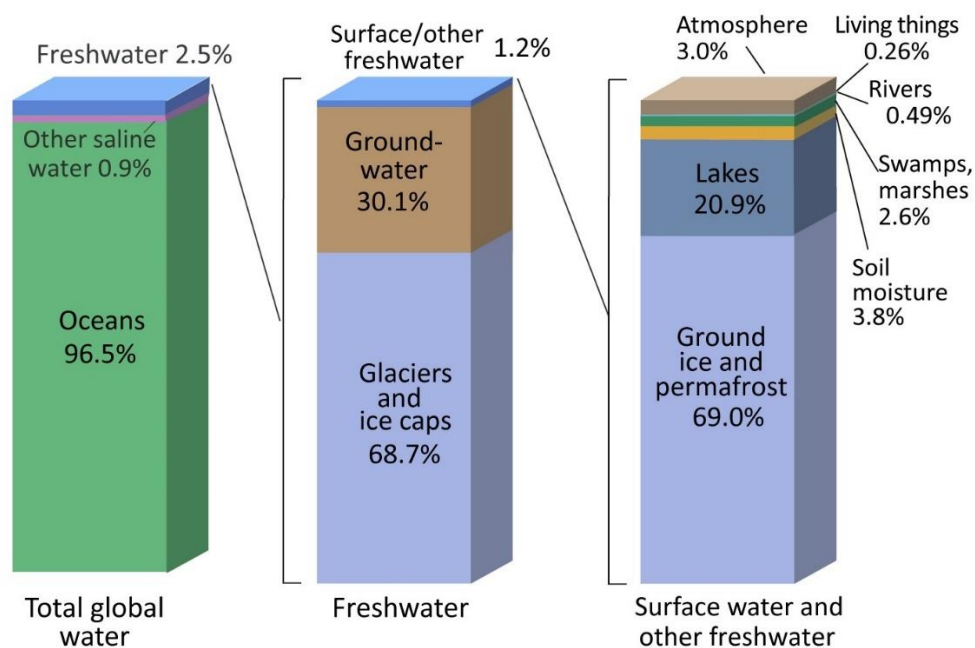 Freshwater 2.5%
Other saline
water 0.9%
Oceans
96.5%
Total global
water
Surface/other
freshwater
1.2%
Ground-
water
30.1%
Glaciers
and
ice caps
68.7%
Freshwater
Atmosphere
3.0%
Living things
0.26%
Rivers
0.49%
Swamps,
marshes
2.6%
Soil
moisture
3.8%
Lakes
20.9%
Ground
ice and
permafrost
69.0%
Surface water and
other freshwater